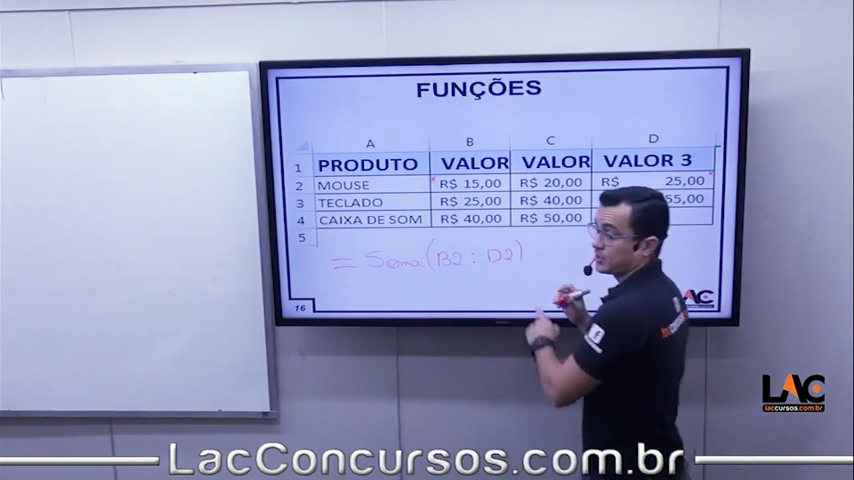 FUNÇÕES
A B C D
1 PRODUTO VALOR VALOR VALOR 3
2 MOUSE R$ 15,00 R$ 20,00 R$ 25,00
3 TECLADO R$ 25,00 R$ 40,00 55,00
4 CAIXA DE SOM R$ 40,00 R$ 50,00
5
= Soma(B2 : D2)
16
LAC
LAC
laccursos.com.br
LacConcursos.com.br